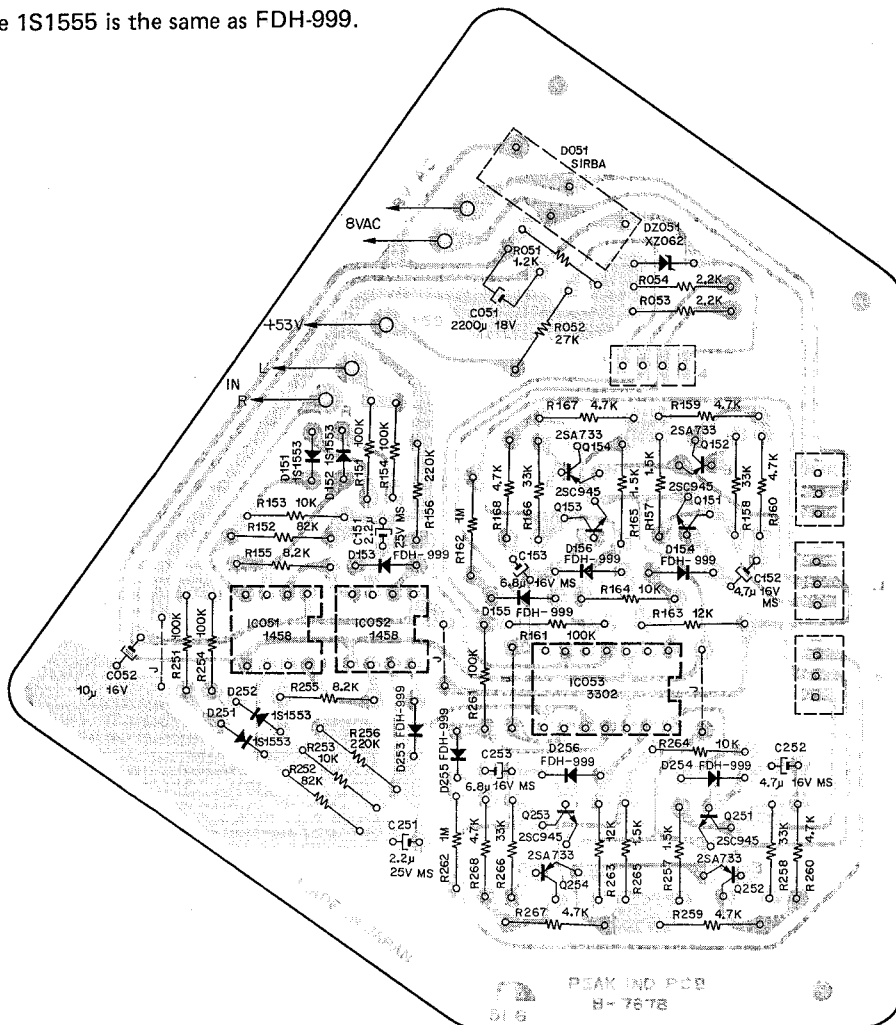 e 1S1555 is the same as FDH-999.
D051
SIRBA
8V AC
8VAC
DZ051
XZ062
R051
1.2K
R054 2.2K
R053 2.2K
C051
2200μ 18V
R052
27K
+53V
L
IN
R
R167 4.7K
R159 4.7K
D151
1S1553
D152 1S1553
R151 100K
R154 100K
R156 220K
R162 1M
R168 4.7K
R166 33K
2SA733
Q154
2SC945
Q153
R165 1.5K
R157 1.5K
2SA733
Q152
2SC945
Q151
R158 33K
R160 4.7K
R153 10K
R152 82K
R155 8.2K
C151
2.2μ
25V MS
D153 FDH-999
C153
6.8μ 16V MS
D156
FDH-999
D154
FDH-999
C152
4.7μ 16V
MS
R164 10K
D155 FDH-999
R163 12K
R161
100K
IC051
1458
IC052
1458
IC053
3302
J
J
J
R251 100K
R254 100K
C052
10μ 16V
R261 100K
D252
1S1553
D251
1S1553
R255 8.2K
R256
220K
R253
10K
R252
82K
D253 FDH-999
D255 FDH-999
C253
6.8μ 16V MS
D256
FDH-999
R264 10K
D254 FDH-999
C252
4.7μ 16V MS
C251
2.2μ
25V MS
R262 1M
R268 4.7K
R266 33K
Q253
2SC945
2SA733
Q254
R263 12K
R265 1.5K
R257 1.5K
Q251
2SC945
2SA733
Q252
R258 33K
R260 4.7K
R267 4.7K
R259 4.7K
MADE IN JAPAN
PEAK IND PCB
B-7678